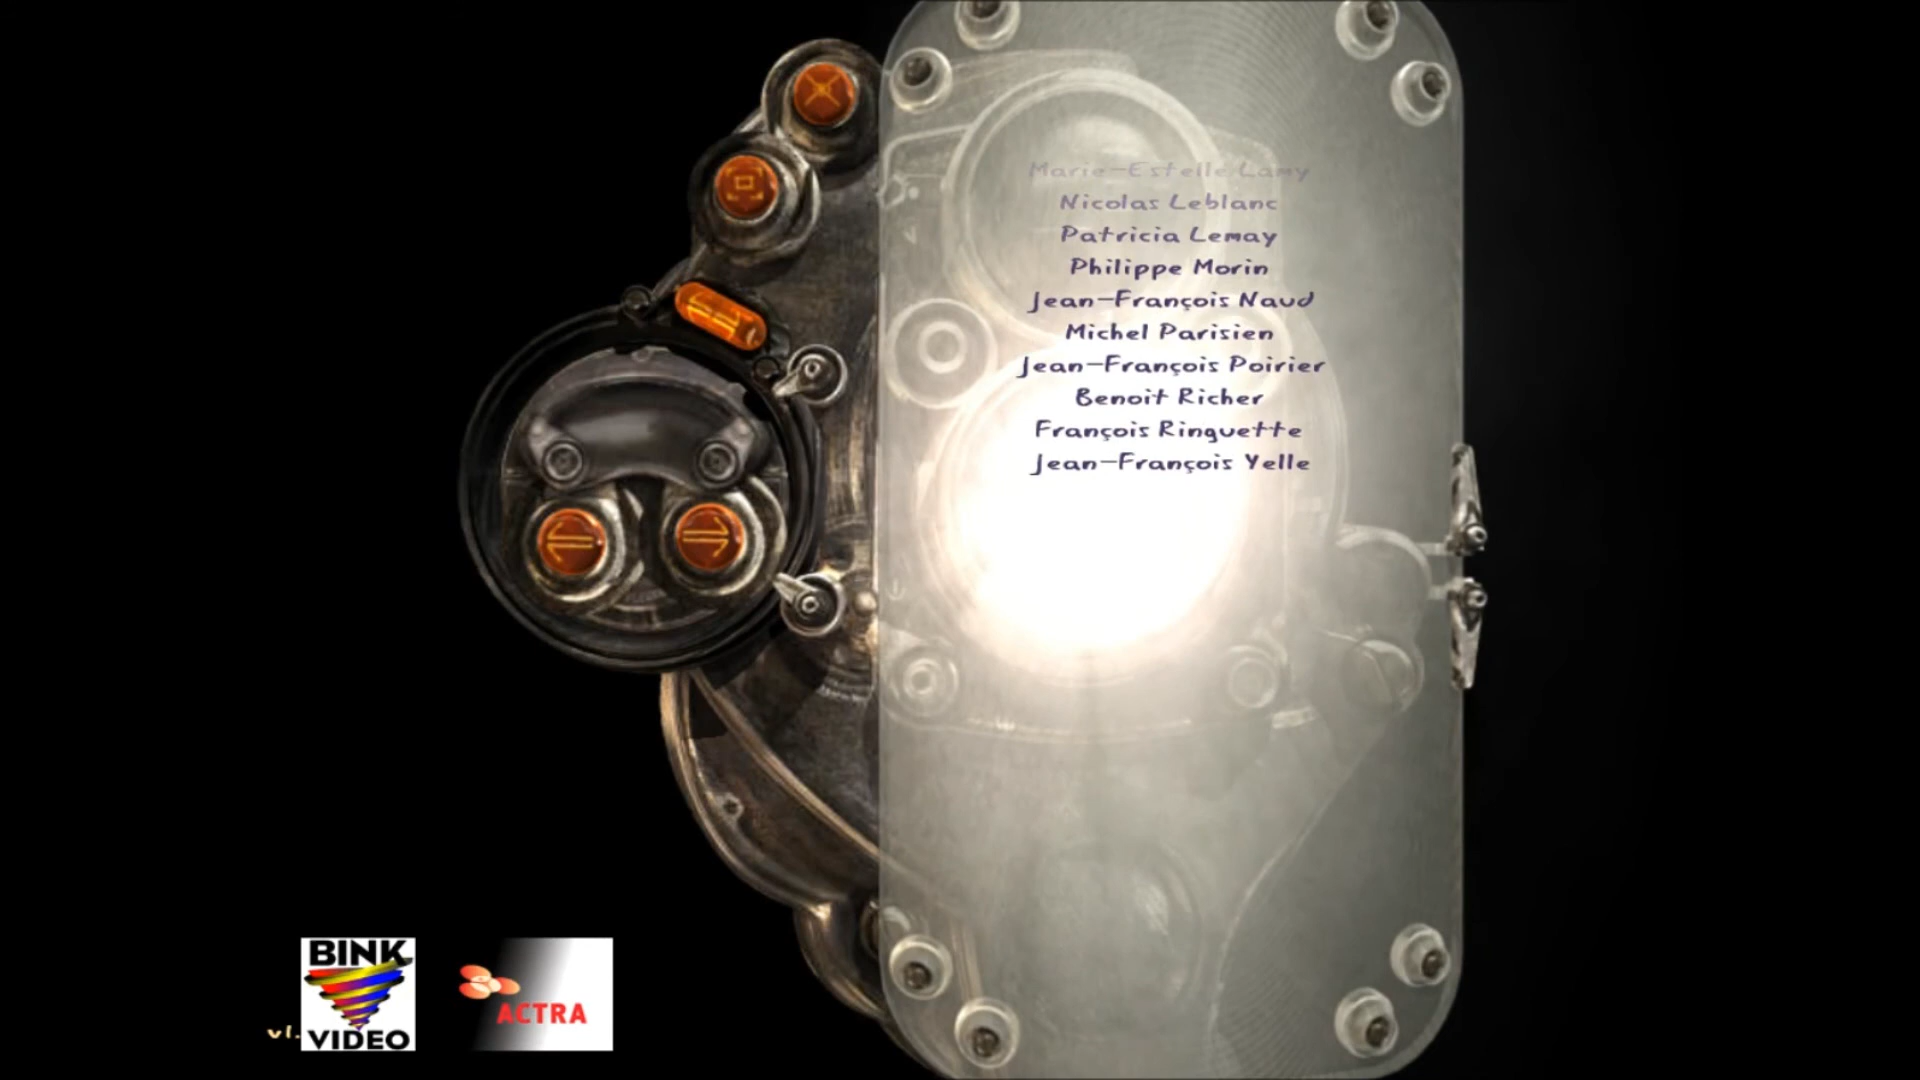 Marie-Estelle Lamy
Nicolas Leblanc
Patricia Lemay
Philippe Morin
Jean-François Naud
Michel Parisien
Jean-François Poirier
Benoit Richer
François Ringuette
Jean-François Yelle
v1.
BINK
VIDEO
ACTRA